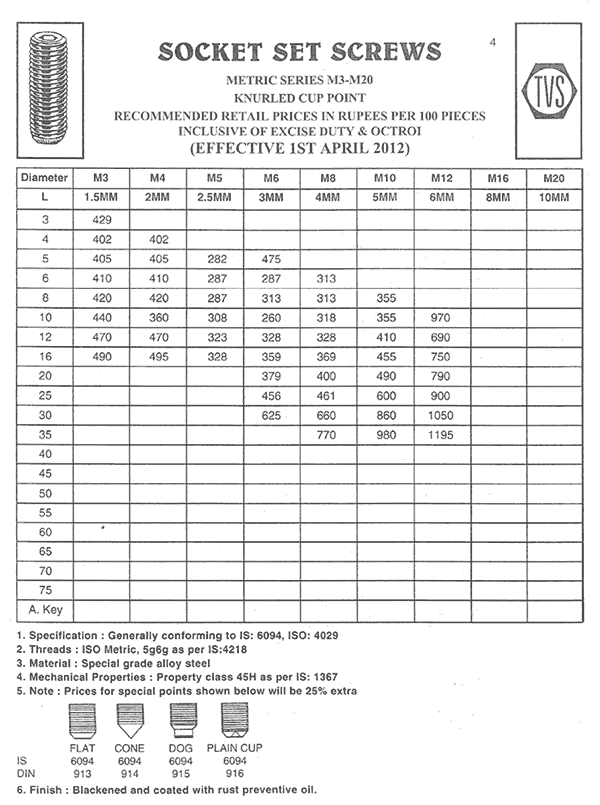 4
SOCKET SET SCREWS
TVS
METRIC SERIES M3-M20
KNURLED CUP POINT
RECOMMENDED RETAIL PRICES IN RUPEES PER 100 PIECES
INCLUSIVE OF EXCISE DUTY & OCTROI
(EFFECTIVE 1ST APRIL 2012)
Diameter M3 M4 M5 M6 M8 M10 M12 M16 M20
L 1.5MM 2MM 2.5MM 3MM 4MM 5MM 6MM 8MM 10MM
3 429
4 402 402
5 405 405 282 475
6 410 410 287 287 313
8 420 420 287 313 313 355
10 440 360 308 260 318 355 970
12 470 470 323 328 328 410 690
16 490 495 328 359 369 455 750
20 379 400 490 790
25 456 461 600 900
30 625 660 860 1050
35 770 980 1195
40
45
50
55
60
65
70
75
A. Key
1. Specification : Generally conforming to IS: 6094, ISO: 4029
2. Threads : ISO Metric, 5g6g as per IS:4218
3. Material : Special grade alloy steel
4. Mechanical Properties : Property class 45H as per IS: 1367
5. Note : Prices for special points shown below will be 25% extra
FLAT CONE DOG PLAIN CUP
IS 6094 6094 6094 6094
DIN 913 914 915 916
6. Finish : Blackened and coated with rust preventive oil.